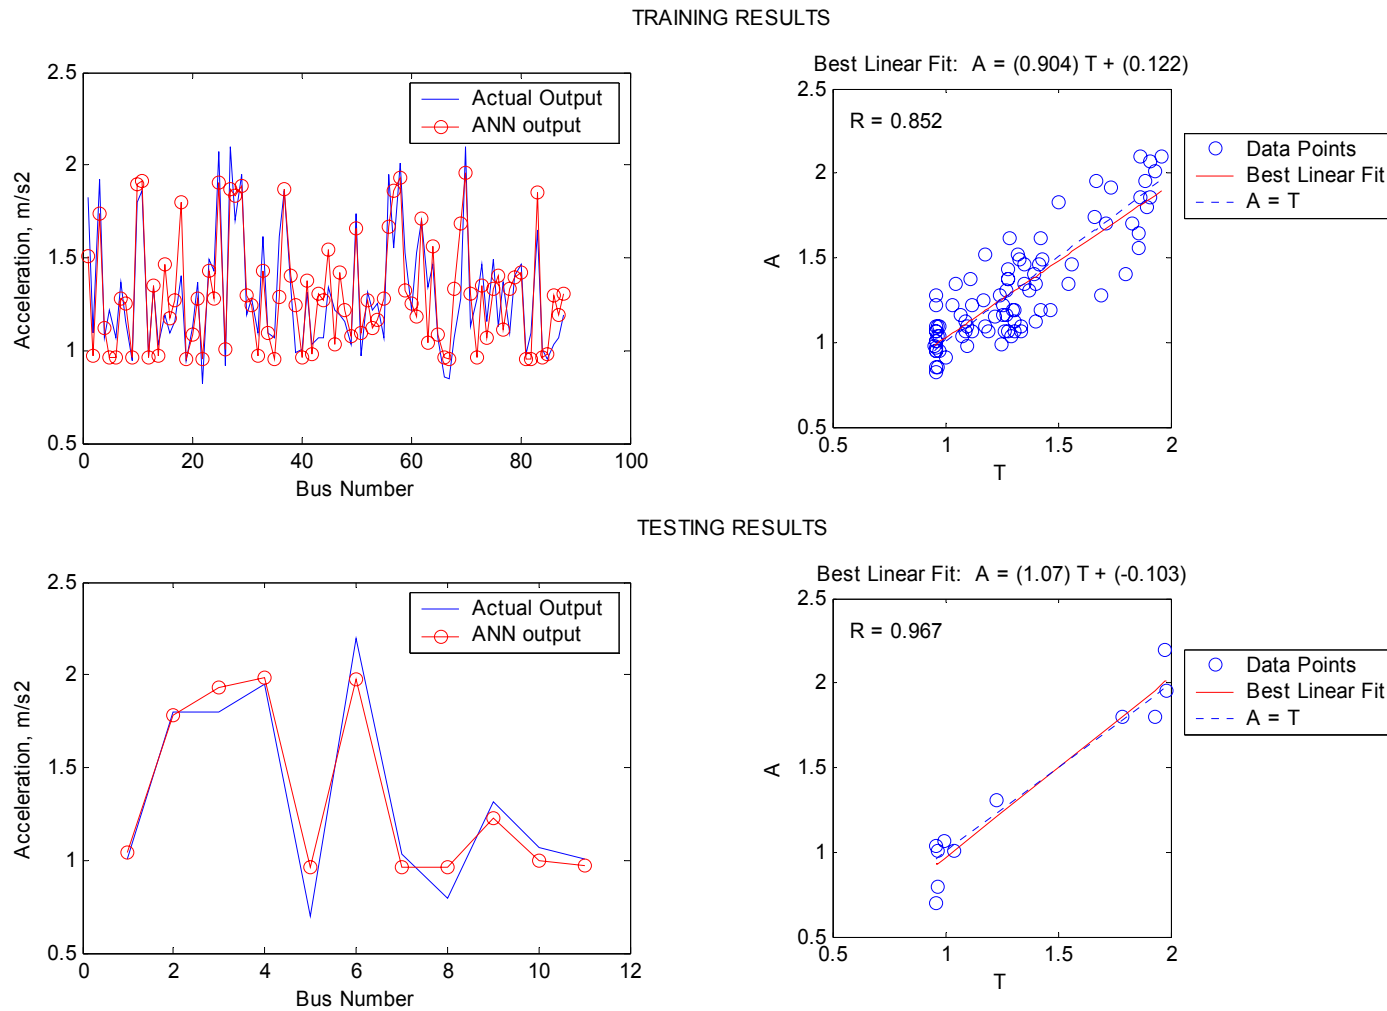 TRAINING RESULTS
Best Linear Fit:  A = (0.904) T + (0.122)
2.5
2
1.5
1
0.5
Acceleration, m/s2
Actual Output
ANN output
0
20
40
60
80
100
Bus Number
2.5
2
1.5
1
0.5
A
R = 0.852
Data Points
Best Linear Fit
A = T
0.5
1
1.5
2
T
TESTING RESULTS
Best Linear Fit:  A = (1.07) T + (-0.103)
2.5
2
1.5
1
0.5
Acceleration, m/s2
Actual Output
ANN output
0
2
4
6
8
10
12
Bus Number
2.5
2
1.5
1
0.5
A
R = 0.967
Data Points
Best Linear Fit
A = T
0.5
1
1.5
2
T